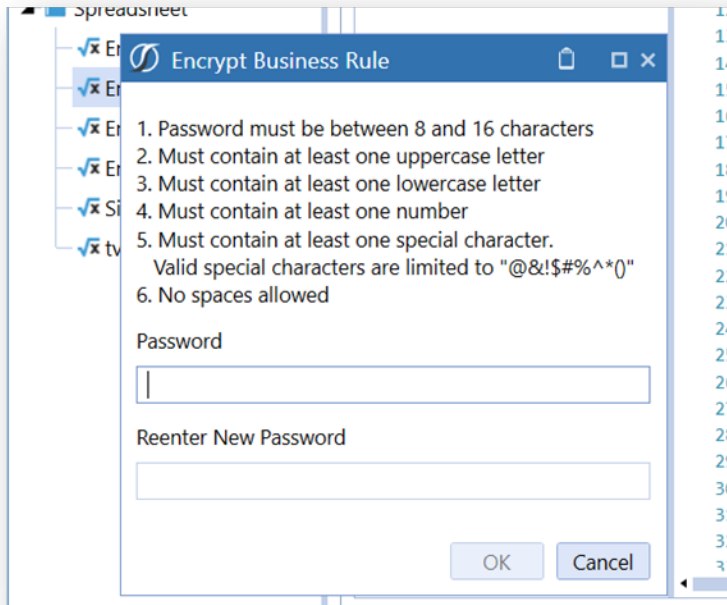 Spreadsheet
Encrypt Business Rule
1. Password must be between 8 and 16 characters
2. Must contain at least one uppercase letter
3. Must contain at least one lowercase letter
4. Must contain at least one number
5. Must contain at least one special character.
Valid special characters are limited to "@&!$#%^*()"
6. No spaces allowed
Password
Reenter New Password
OK
Cancel